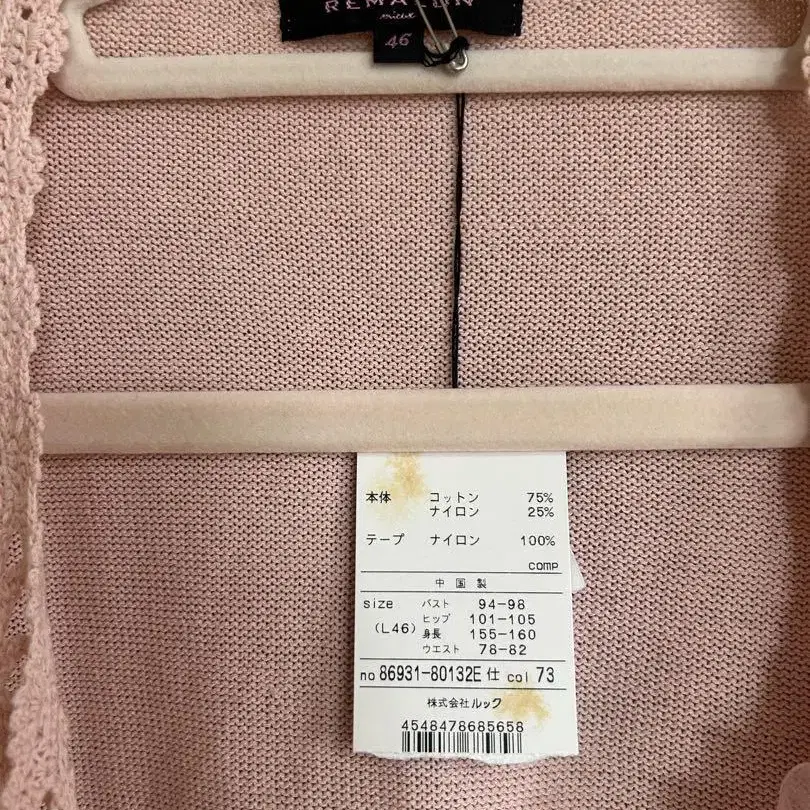 46
本体 コットン 75%
ナイロン 25%
テープ ナイロン 100%
comp
中国製
size バスト 94-98
(L46) ヒップ 101-105
身長 155-160
ウエスト 78-82
no 86931-80132E 仕 col 73
株式会社ルック
4548478685658